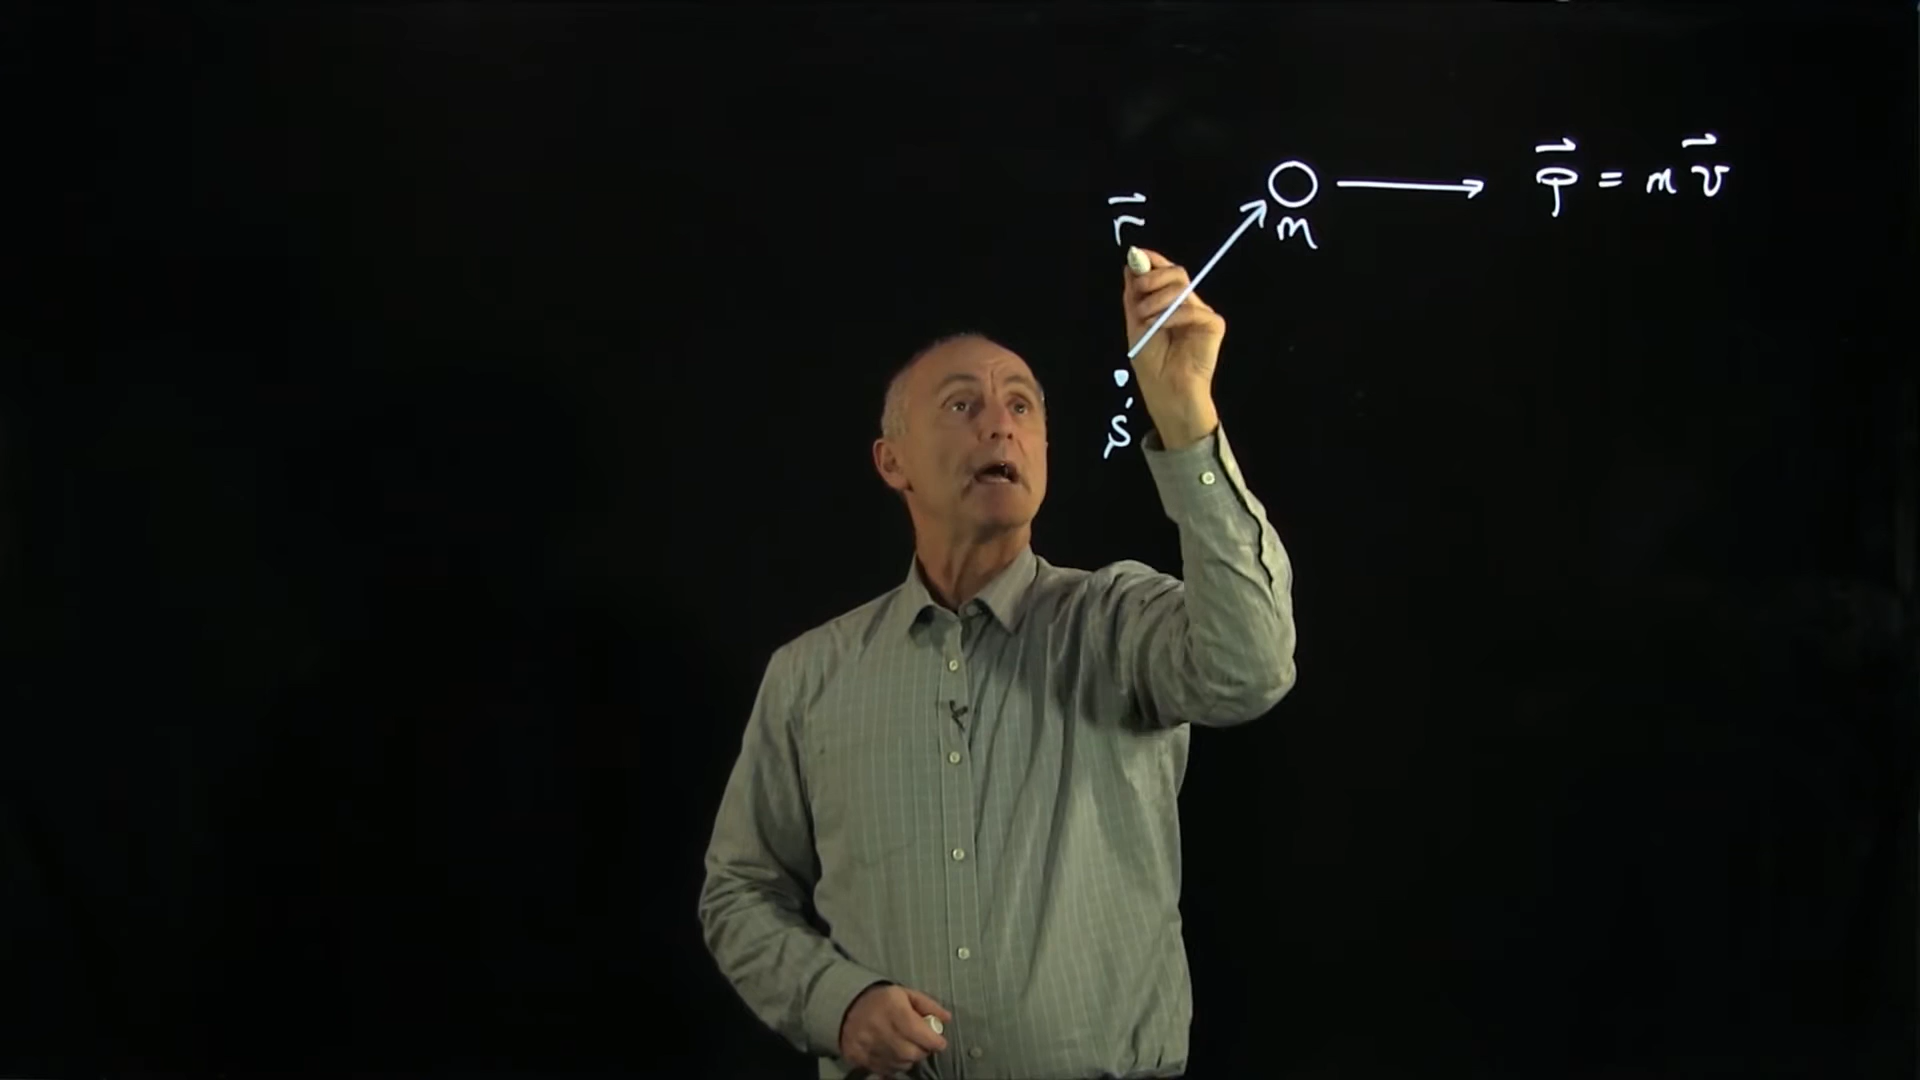 p⃗ = m v⃗
r⃗
m
S